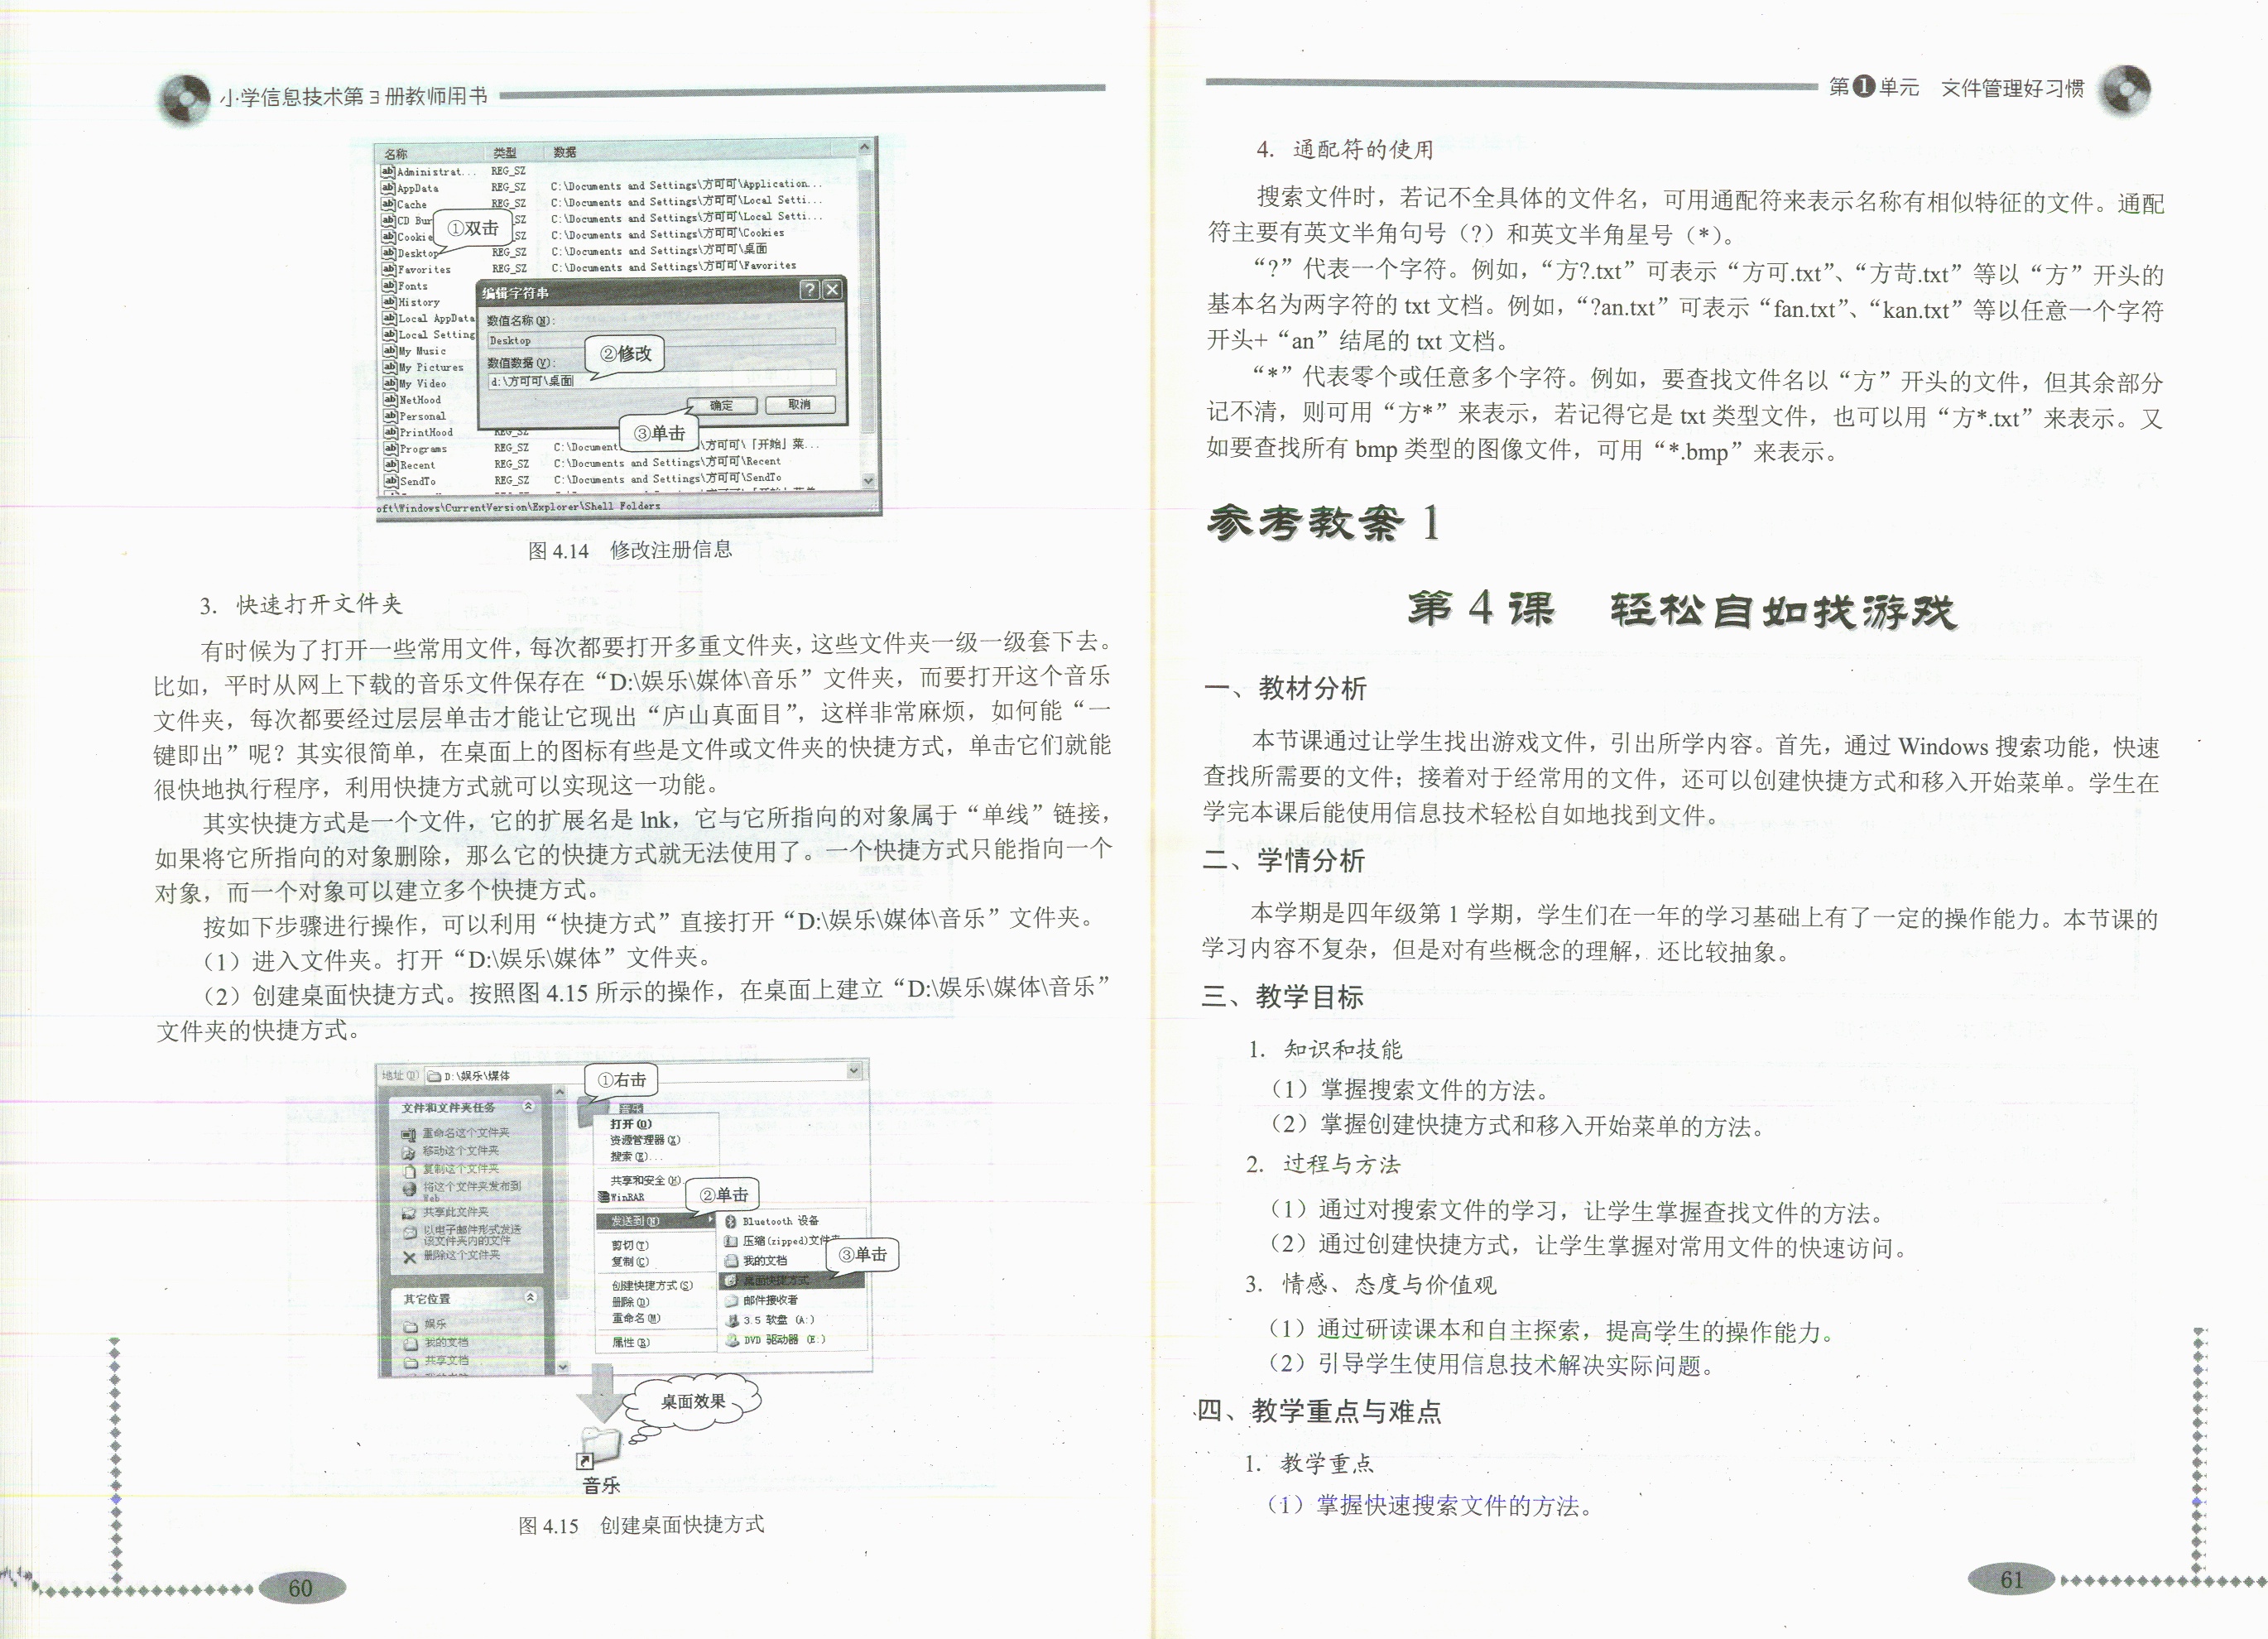 小学信息技术第3册教师用书
名称 类型 数据
Administrat... REG_SZ
AppData REG_SZ C:\Documents and Settings\方可可\Application...
Cache REG_SZ C:\Documents and Settings\方可可\Local Setti...
CD Bur SZ C:\Documents and Settings\方可可\Local Setti...
①双击
Cookie SZ C:\Documents and Settings\方可可\Cookies
Desktop REG_SZ C:\Documents and Settings\方可可\桌面
Favorites REG_SZ C:\Documents and Settings\方可可\Favorites
Fonts
History
Local AppData
Local Setting
My Music
My Pictures
My Video
NetHood
Personal
PrintHood REG_SZ
Programs REG_SZ C:\Document \方可可\「开始」菜...
Recent REG_SZ C:\Documents and Settings\方可可\Recent
SendTo REG_SZ C:\Documents and Settings\方可可\SendTo
编辑字符串
数值名称(N):
Desktop
②修改
数值数据(V):
d:\方可可\桌面
确定 取消
③单击
oft\Windows\CurrentVersion\Explorer\Shell Folders
图 4.14 修改注册信息
3. 快速打开文件夹
有时候为了打开一些常用文件,每次都要打开多重文件夹,这些文件夹一级一级套下去。
比如，平时从网上下载的音乐文件保存在“D:\娱乐\媒体\音乐”文件夹，而要打开这个音乐
文件夹，每次都要经过层层单击才能让它现出“庐山真面目”，这样非常麻烦，如何能“一
键即出”呢？其实很简单，在桌面上的图标有些是文件或文件夹的快捷方式，单击它们就能
很快地执行程序，利用快捷方式就可以实现这一功能。
其实快捷方式是一个文件，它的扩展名是 lnk，它与它所指向的对象属于“单线”链接，
如果将它所指向的对象删除，那么它的快捷方式就无法使用了。一个快捷方式只能指向一个
对象，而一个对象可以建立多个快捷方式。
按如下步骤进行操作，可以利用“快捷方式”直接打开“D:\娱乐\媒体\音乐”文件夹。
（1）进入文件夹。打开“D:\娱乐\媒体”文件夹。
（2）创建桌面快捷方式。按照图 4.15 所示的操作，在桌面上建立“D:\娱乐\媒体\音乐”
文件夹的快捷方式。
地址(D) D:\娱乐\媒体
①右击
文件和文件夹任务
重命名这个文件夹
移动这个文件夹
复制这个文件夹
将这个文件夹发布到
Web
共享此文件夹
以电子邮件形式发送
该文件夹内的文件
删除这个文件夹
其它位置
娱乐
我的文档
共享文档
音乐
打开(O)
资源管理器(X)
搜索(E)...
共享和安全(H)
WinRAR
②单击
发送到(N)
剪切(T)
复制(C)
创建快捷方式(S)
删除(D)
重命名(M)
属性(R)
Bluetooth 设备
压缩(zipped)文件夹
③单击
我的文档
桌面快捷方式
邮件接收者
3.5 软盘 (A:)
DVD 驱动器 (E:)
桌面效果
音乐
图 4.15 创建桌面快捷方式
60
第1单元 文件管理好习惯
4. 通配符的使用
搜索文件时，若记不全具体的文件名，可用通配符来表示名称有相似特征的文件。通配
符主要有英文半角句号（?）和英文半角星号（*）。
“?”代表一个字符。例如，“方?.txt”可表示“方可.txt”、“方苛.txt”等以“方”开头的
基本名为两字符的 txt 文档。例如，“?an.txt”可表示“fan.txt”、“kan.txt”等以任意一个字符
开头+“an”结尾的 txt 文档。
“*”代表零个或任意多个字符。例如，要查找文件名以“方”开头的文件，但其余部分
记不清，则可用“方*”来表示，若记得它是 txt 类型文件，也可以用“方*.txt”来表示。又
如要查找所有 bmp 类型的图像文件，可用“*.bmp”来表示。
参考教案 1
第 4 课 轻松自如找游戏
一、教材分析
本节课通过让学生找出游戏文件，引出所学内容。首先，通过 Windows 搜索功能，快速
查找所需要的文件；接着对于经常用的文件，还可以创建快捷方式和移入开始菜单。学生在
学完本课后能使用信息技术轻松自如地找到文件。
二、学情分析
本学期是四年级第 1 学期，学生们在一年的学习基础上有了一定的操作能力。本节课的
学习内容不复杂，但是对有些概念的理解，还比较抽象。
三、教学目标
1. 知识和技能
（1）掌握搜索文件的方法。
（2）掌握创建快捷方式和移入开始菜单的方法。
2. 过程与方法
（1）通过对搜索文件的学习，让学生掌握查找文件的方法。
（2）通过创建快捷方式，让学生掌握对常用文件的快速访问。
3. 情感、态度与价值观
（1）通过研读课本和自主探索，提高学生的操作能力。
（2）引导学生使用信息技术解决实际问题。
四、教学重点与难点
1. 教学重点
（1）掌握快速搜索文件的方法。
61